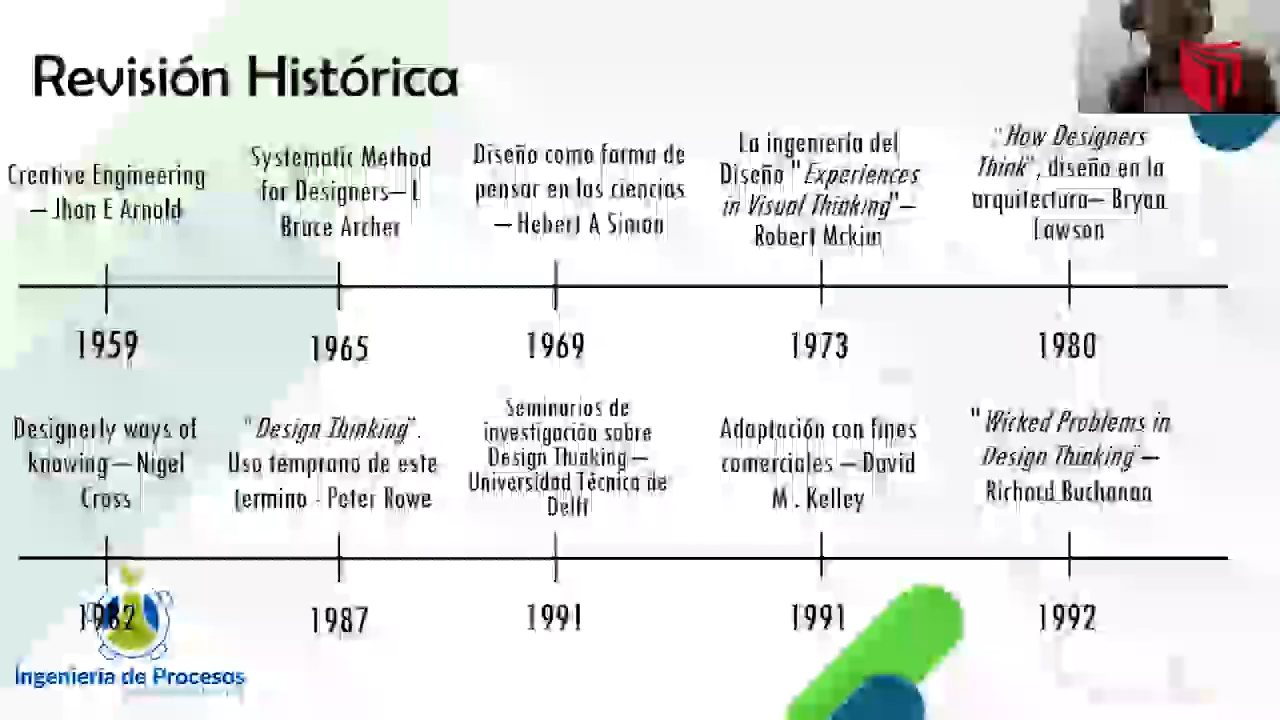 Revisión Histórica
Creative Engineering
– Jhon E Arnold
Systematic Method
for Designers– L
Bruce Archer
Diseño como forma de
pensar en las ciencias
– Hebert A Simon
La ingeniería del
Diseño "Experiences
in Visual Thinking"–
Robert Mckim
"How Designers
Think", diseño en la
arquitectura– Bryan
Lawson
1959
1965
1969
1973
1980
Designerly ways of
knowing – Nigel
Cross
"Design Thinking".
Uso temprano de este
termino - Peter Rowe
Seminarios de
investigación sobre
Design Thinking –
Universidad Técnica de
Delft
Adaptación con fines
comerciales – David
M. Kelley
"Wicked Problems in
Design Thinking"–
Richard Buchanan
1982
1987
1991
1991
1992
Ingeniería de Procesos